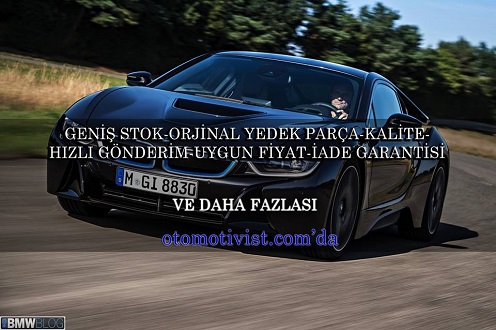 GENİŞ STOK-ORJİNAL YEDEK PARÇA-KALİTE-
HIZLI GÖNDERİM-UYGUN FİYAT-İADE GARANTİSİ
M GI 8830
VE DAHA FAZLASI
otomotivist.com'da
BMWBLOG